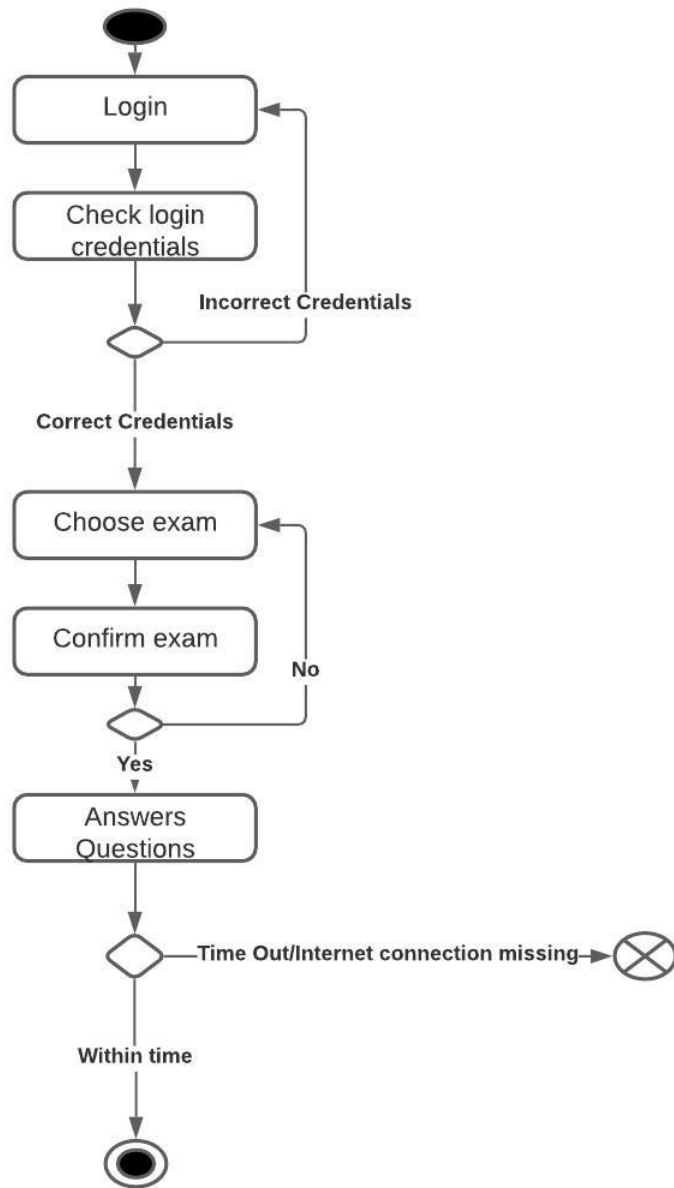 Login
Check login
credentials
Incorrect Credentials
Correct Credentials
Choose exam
Confirm exam
No
Yes
Answers
Questions
Time Out/Internet connection missing
Within time